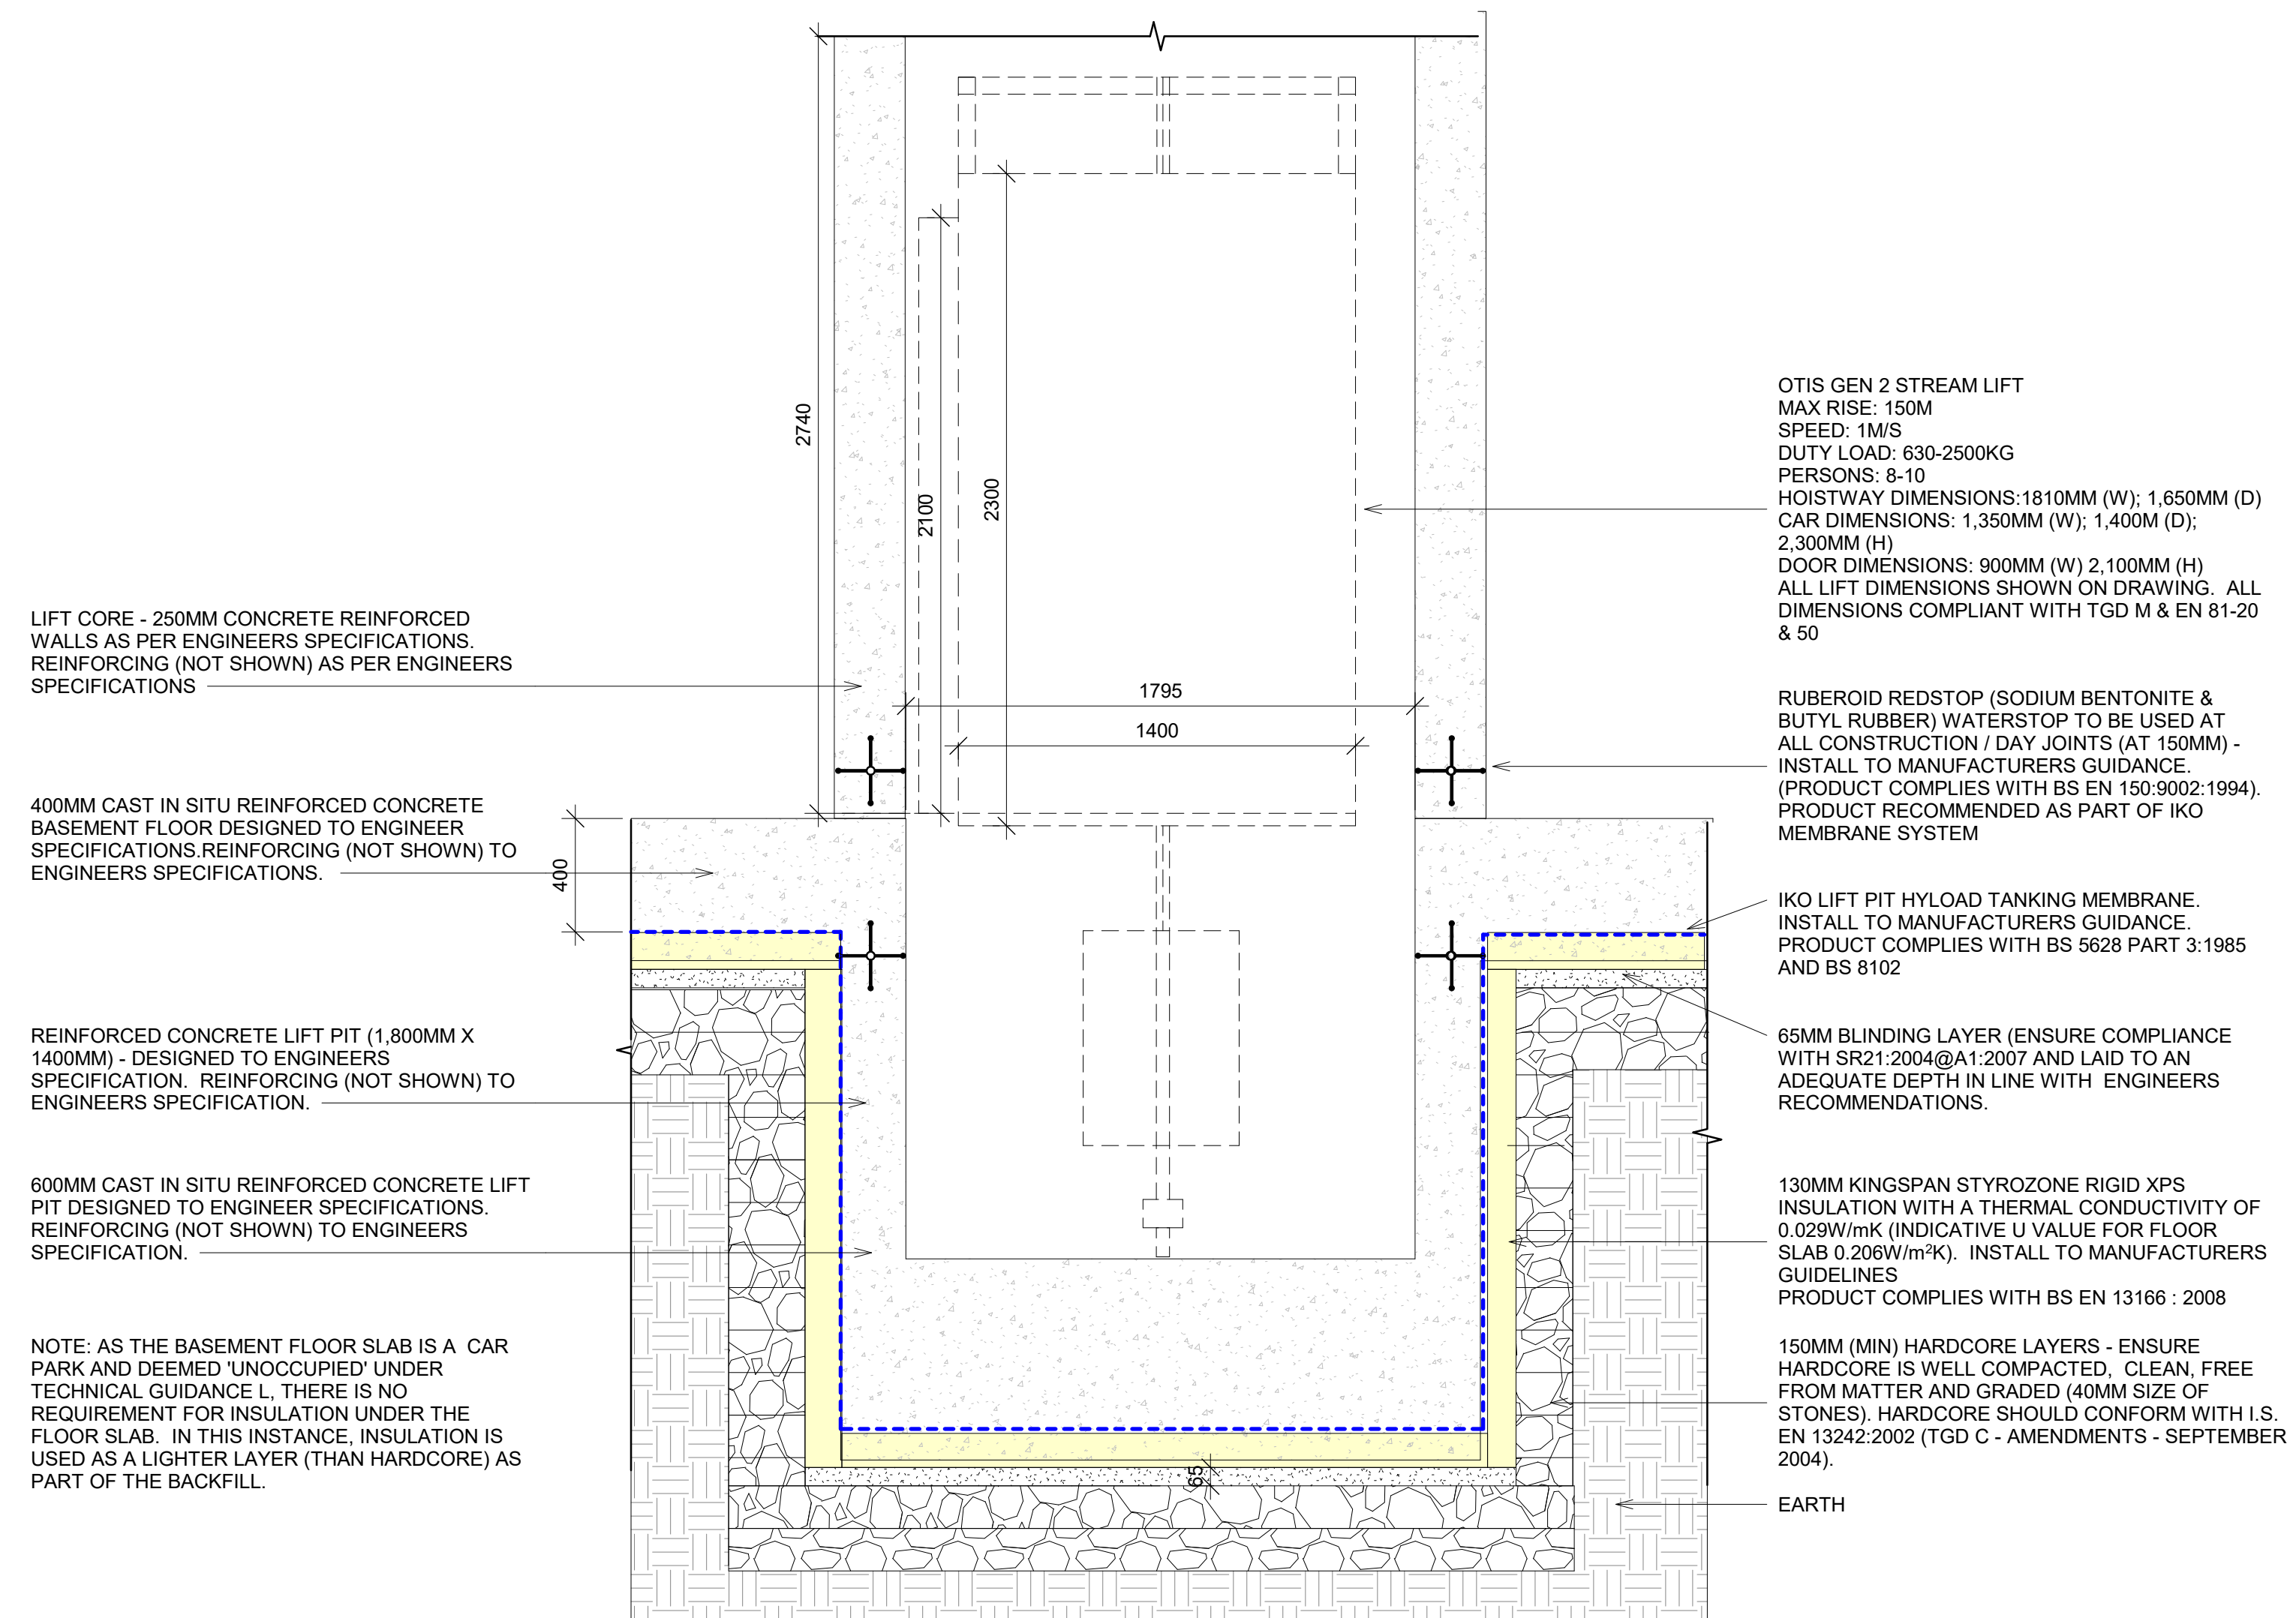 2740
2100
2300
1795
1400
400
65
LIFT CORE - 250MM CONCRETE REINFORCED
WALLS AS PER ENGINEERS SPECIFICATIONS.
REINFORCING (NOT SHOWN) AS PER ENGINEERS
SPECIFICATIONS
400MM CAST IN SITU REINFORCED CONCRETE
BASEMENT FLOOR DESIGNED TO ENGINEER
SPECIFICATIONS.REINFORCING (NOT SHOWN) TO
ENGINEERS SPECIFICATIONS.
REINFORCED CONCRETE LIFT PIT (1,800MM X
1400MM) - DESIGNED TO ENGINEERS
SPECIFICATION. REINFORCING (NOT SHOWN) TO
ENGINEERS SPECIFICATION.
600MM CAST IN SITU REINFORCED CONCRETE LIFT
PIT DESIGNED TO ENGINEER SPECIFICATIONS.
REINFORCING (NOT SHOWN) TO ENGINEERS
SPECIFICATION.
NOTE: AS THE BASEMENT FLOOR SLAB IS A CAR
PARK AND DEEMED 'UNOCCUPIED' UNDER
TECHNICAL GUIDANCE L, THERE IS NO
REQUIREMENT FOR INSULATION UNDER THE
FLOOR SLAB. IN THIS INSTANCE, INSULATION IS
USED AS A LIGHTER LAYER (THAN HARDCORE) AS
PART OF THE BACKFILL.
OTIS GEN 2 STREAM LIFT
MAX RISE: 150M
SPEED: 1M/S
DUTY LOAD: 630-2500KG
PERSONS: 8-10
HOISTWAY DIMENSIONS:1810MM (W); 1,650MM (D)
CAR DIMENSIONS: 1,350MM (W); 1,400M (D);
2,300MM (H)
DOOR DIMENSIONS: 900MM (W) 2,100MM (H)
ALL LIFT DIMENSIONS SHOWN ON DRAWING. ALL
DIMENSIONS COMPLIANT WITH TGD M & EN 81-20
& 50
RUBEROID REDSTOP (SODIUM BENTONITE &
BUTYL RUBBER) WATERSTOP TO BE USED AT
ALL CONSTRUCTION / DAY JOINTS (AT 150MM) -
INSTALL TO MANUFACTURERS GUIDANCE.
(PRODUCT COMPLIES WITH BS EN 150:9002:1994).
PRODUCT RECOMMENDED AS PART OF IKO
MEMBRANE SYSTEM
IKO LIFT PIT HYLOAD TANKING MEMBRANE.
INSTALL TO MANUFACTURERS GUIDANCE.
PRODUCT COMPLIES WITH BS 5628 PART 3:1985
AND BS 8102
65MM BLINDING LAYER (ENSURE COMPLIANCE
WITH SR21:2004@A1:2007 AND LAID TO AN
ADEQUATE DEPTH IN LINE WITH ENGINEERS
RECOMMENDATIONS.
130MM KINGSPAN STYROZONE RIGID XPS
INSULATION WITH A THERMAL CONDUCTIVITY OF
0.029W/mK (INDICATIVE U VALUE FOR FLOOR
SLAB 0.206W/m²K). INSTALL TO MANUFACTURERS
GUIDELINES
PRODUCT COMPLIES WITH BS EN 13166 : 2008
150MM (MIN) HARDCORE LAYERS - ENSURE
HARDCORE IS WELL COMPACTED, CLEAN, FREE
FROM MATTER AND GRADED (40MM SIZE OF
STONES). HARDCORE SHOULD CONFORM WITH I.S.
EN 13242:2002 (TGD C - AMENDMENTS - SEPTEMBER
2004).
EARTH